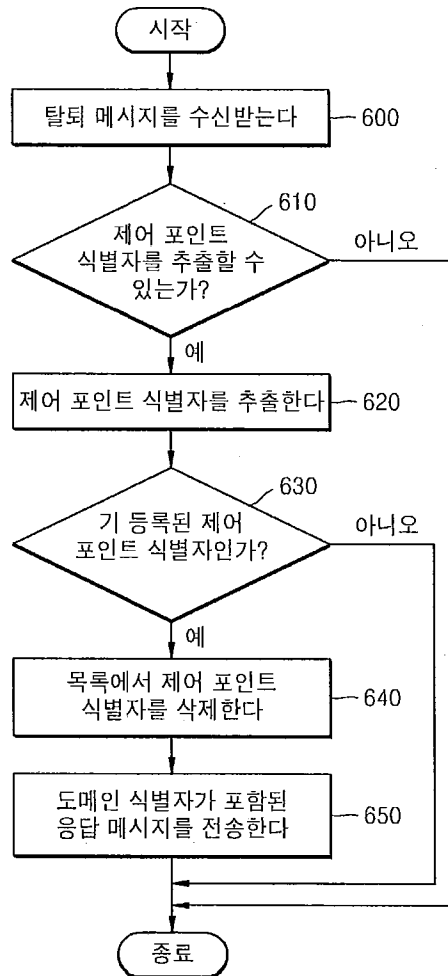 시작
탈퇴 메시지를 수신받는다
600
610
제어 포인트
식별자를 추출할 수
있는가?
아니오
예
제어 포인트 식별자를 추출한다
620
630
기 등록된 제어
포인트 식별자인가?
아니오
예
목록에서 제어 포인트
식별자를 삭제한다
640
도메인 식별자가 포함된
응답 메시지를 전송한다
650
종료